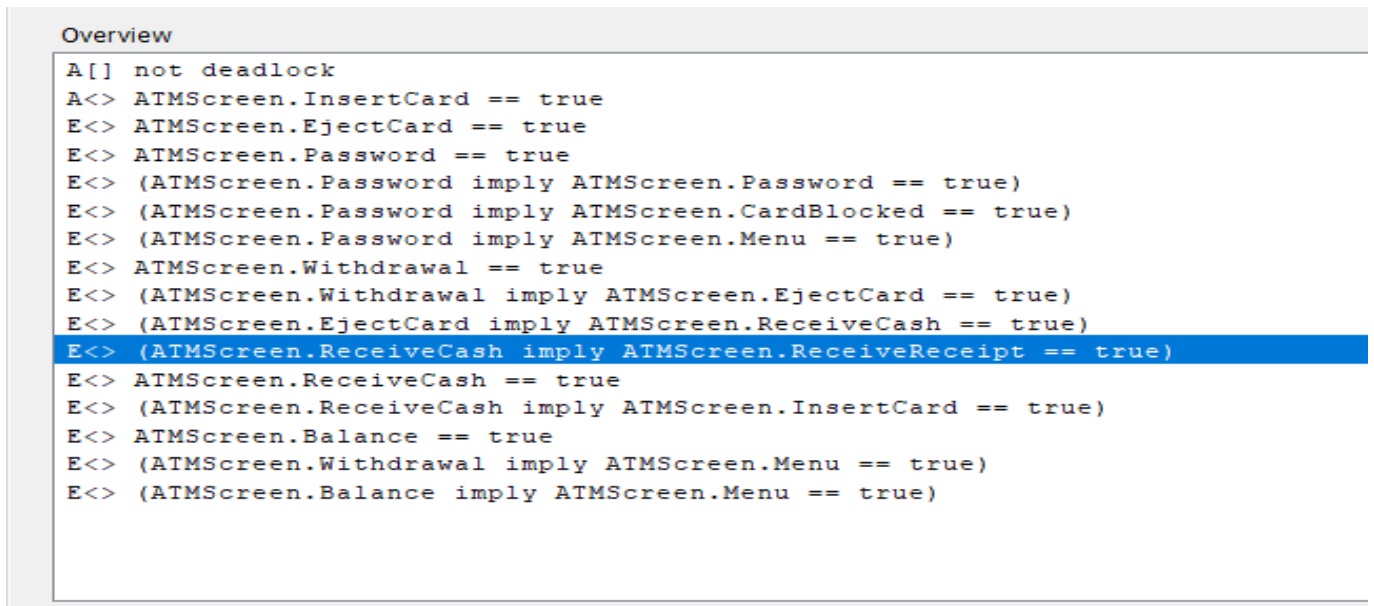 Overview
A[] not deadlock
A<> ATMScreen.InsertCard == true
E<> ATMScreen.EjectCard == true
E<> ATMScreen.Password == true
E<> (ATMScreen.Password imply ATMScreen.Password == true)
E<> (ATMScreen.Password imply ATMScreen.CardBlocked == true)
E<> (ATMScreen.Password imply ATMScreen.Menu == true)
E<> ATMScreen.Withdrawal == true
E<> (ATMScreen.Withdrawal imply ATMScreen.EjectCard == true)
E<> (ATMScreen.EjectCard imply ATMScreen.ReceiveCash == true)
E<> (ATMScreen.ReceiveCash imply ATMScreen.ReceiveReceipt == true)
E<> ATMScreen.ReceiveCash == true
E<> (ATMScreen.ReceiveCash imply ATMScreen.InsertCard == true)
E<> ATMScreen.Balance == true
E<> (ATMScreen.Withdrawal imply ATMScreen.Menu == true)
E<> (ATMScreen.Balance imply ATMScreen.Menu == true)